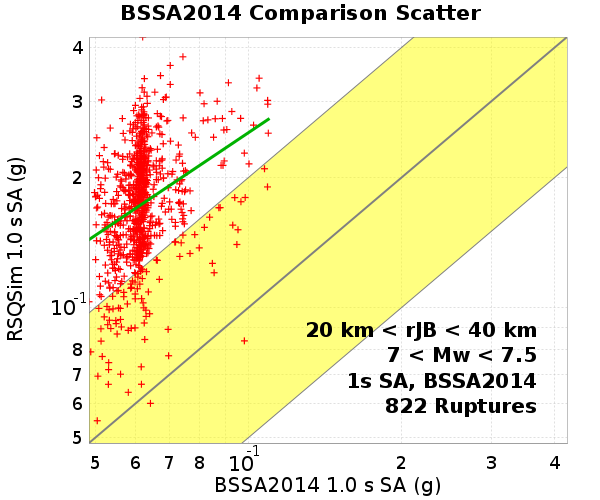 BSSA2014 Comparison Scatter
RSQSim 1.0 s SA (g)
4
3
2
10-1
8
7
6
5
20 km < rJB < 40 km
7 < Mw < 7.5
1s SA, BSSA2014
822 Ruptures
5 6 7 8 10-1 2 3 4
BSSA2014 1.0 s SA (g)